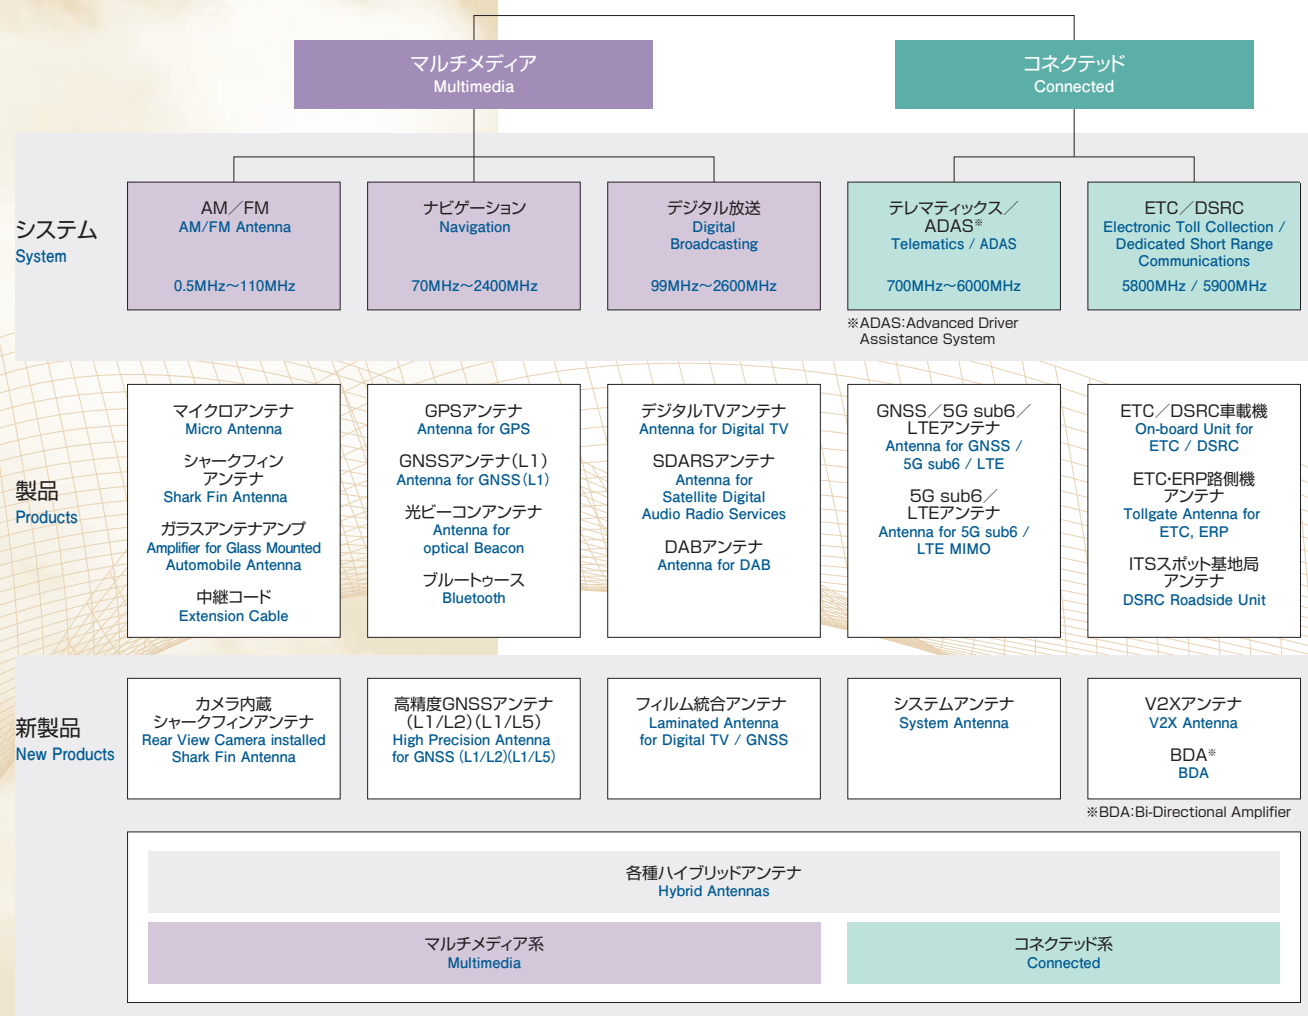 マルチメディア
Multimedia
コネクテッド
Connected
システム
System
AM／FM
AM/FM Antenna
0.5MHz～110MHz
ナビゲーション
Navigation
70MHz～2400MHz
デジタル放送
Digital
Broadcasting
99MHz～2600MHz
テレマティックス／
ADAS※
Telematics / ADAS
700MHz～6000MHz
ETC／DSRC
Electronic Toll Collection /
Dedicated Short Range
Communications
5800MHz / 5900MHz
※ADAS:Advanced Driver
Assistance System
製品
Products
マイクロアンテナ
Micro Antenna
シャークフィン
アンテナ
Shark Fin Antenna
ガラスアンテナアンプ
Amplifier for Glass Mounted
Automobile Antenna
中継コード
Extension Cable
GPSアンテナ
Antenna for GPS
GNSSアンテナ(L1)
Antenna for GNSS(L1)
光ビーコンアンテナ
Antenna for
optical Beacon
ブルートゥース
Bluetooth
デジタルTVアンテナ
Antenna for Digital TV
SDARSアンテナ
Antenna for
Satellite Digital
Audio Radio Services
DABアンテナ
Antenna for DAB
GNSS／5G sub6／
LTEアンテナ
Antenna for GNSS /
5G sub6 / LTE
5G sub6／
LTEアンテナ
Antenna for 5G sub6 /
LTE MIMO
ETC／DSRC車載機
On-board Unit for
ETC / DSRC
ETC・ERP路側機
アンテナ
Tollgate Antenna for
ETC, ERP
ITSスポット基地局
アンテナ
DSRC Roadside Unit
新製品
New Products
カメラ内蔵
シャークフィンアンテナ
Rear View Camera installed
Shark Fin Antenna
高精度GNSSアンテナ
(L1/L2)(L1/L5)
High Precision Antenna
for GNSS (L1/L2)(L1/L5)
フィルム統合アンテナ
Laminated Antenna
for Digital TV / GNSS
システムアンテナ
System Antenna
V2Xアンテナ
V2X Antenna
BDA※
BDA
※BDA:Bi-Directional Amplifier
各種ハイブリッドアンテナ
Hybrid Antennas
マルチメディア系
Multimedia
コネクテッド系
Connected